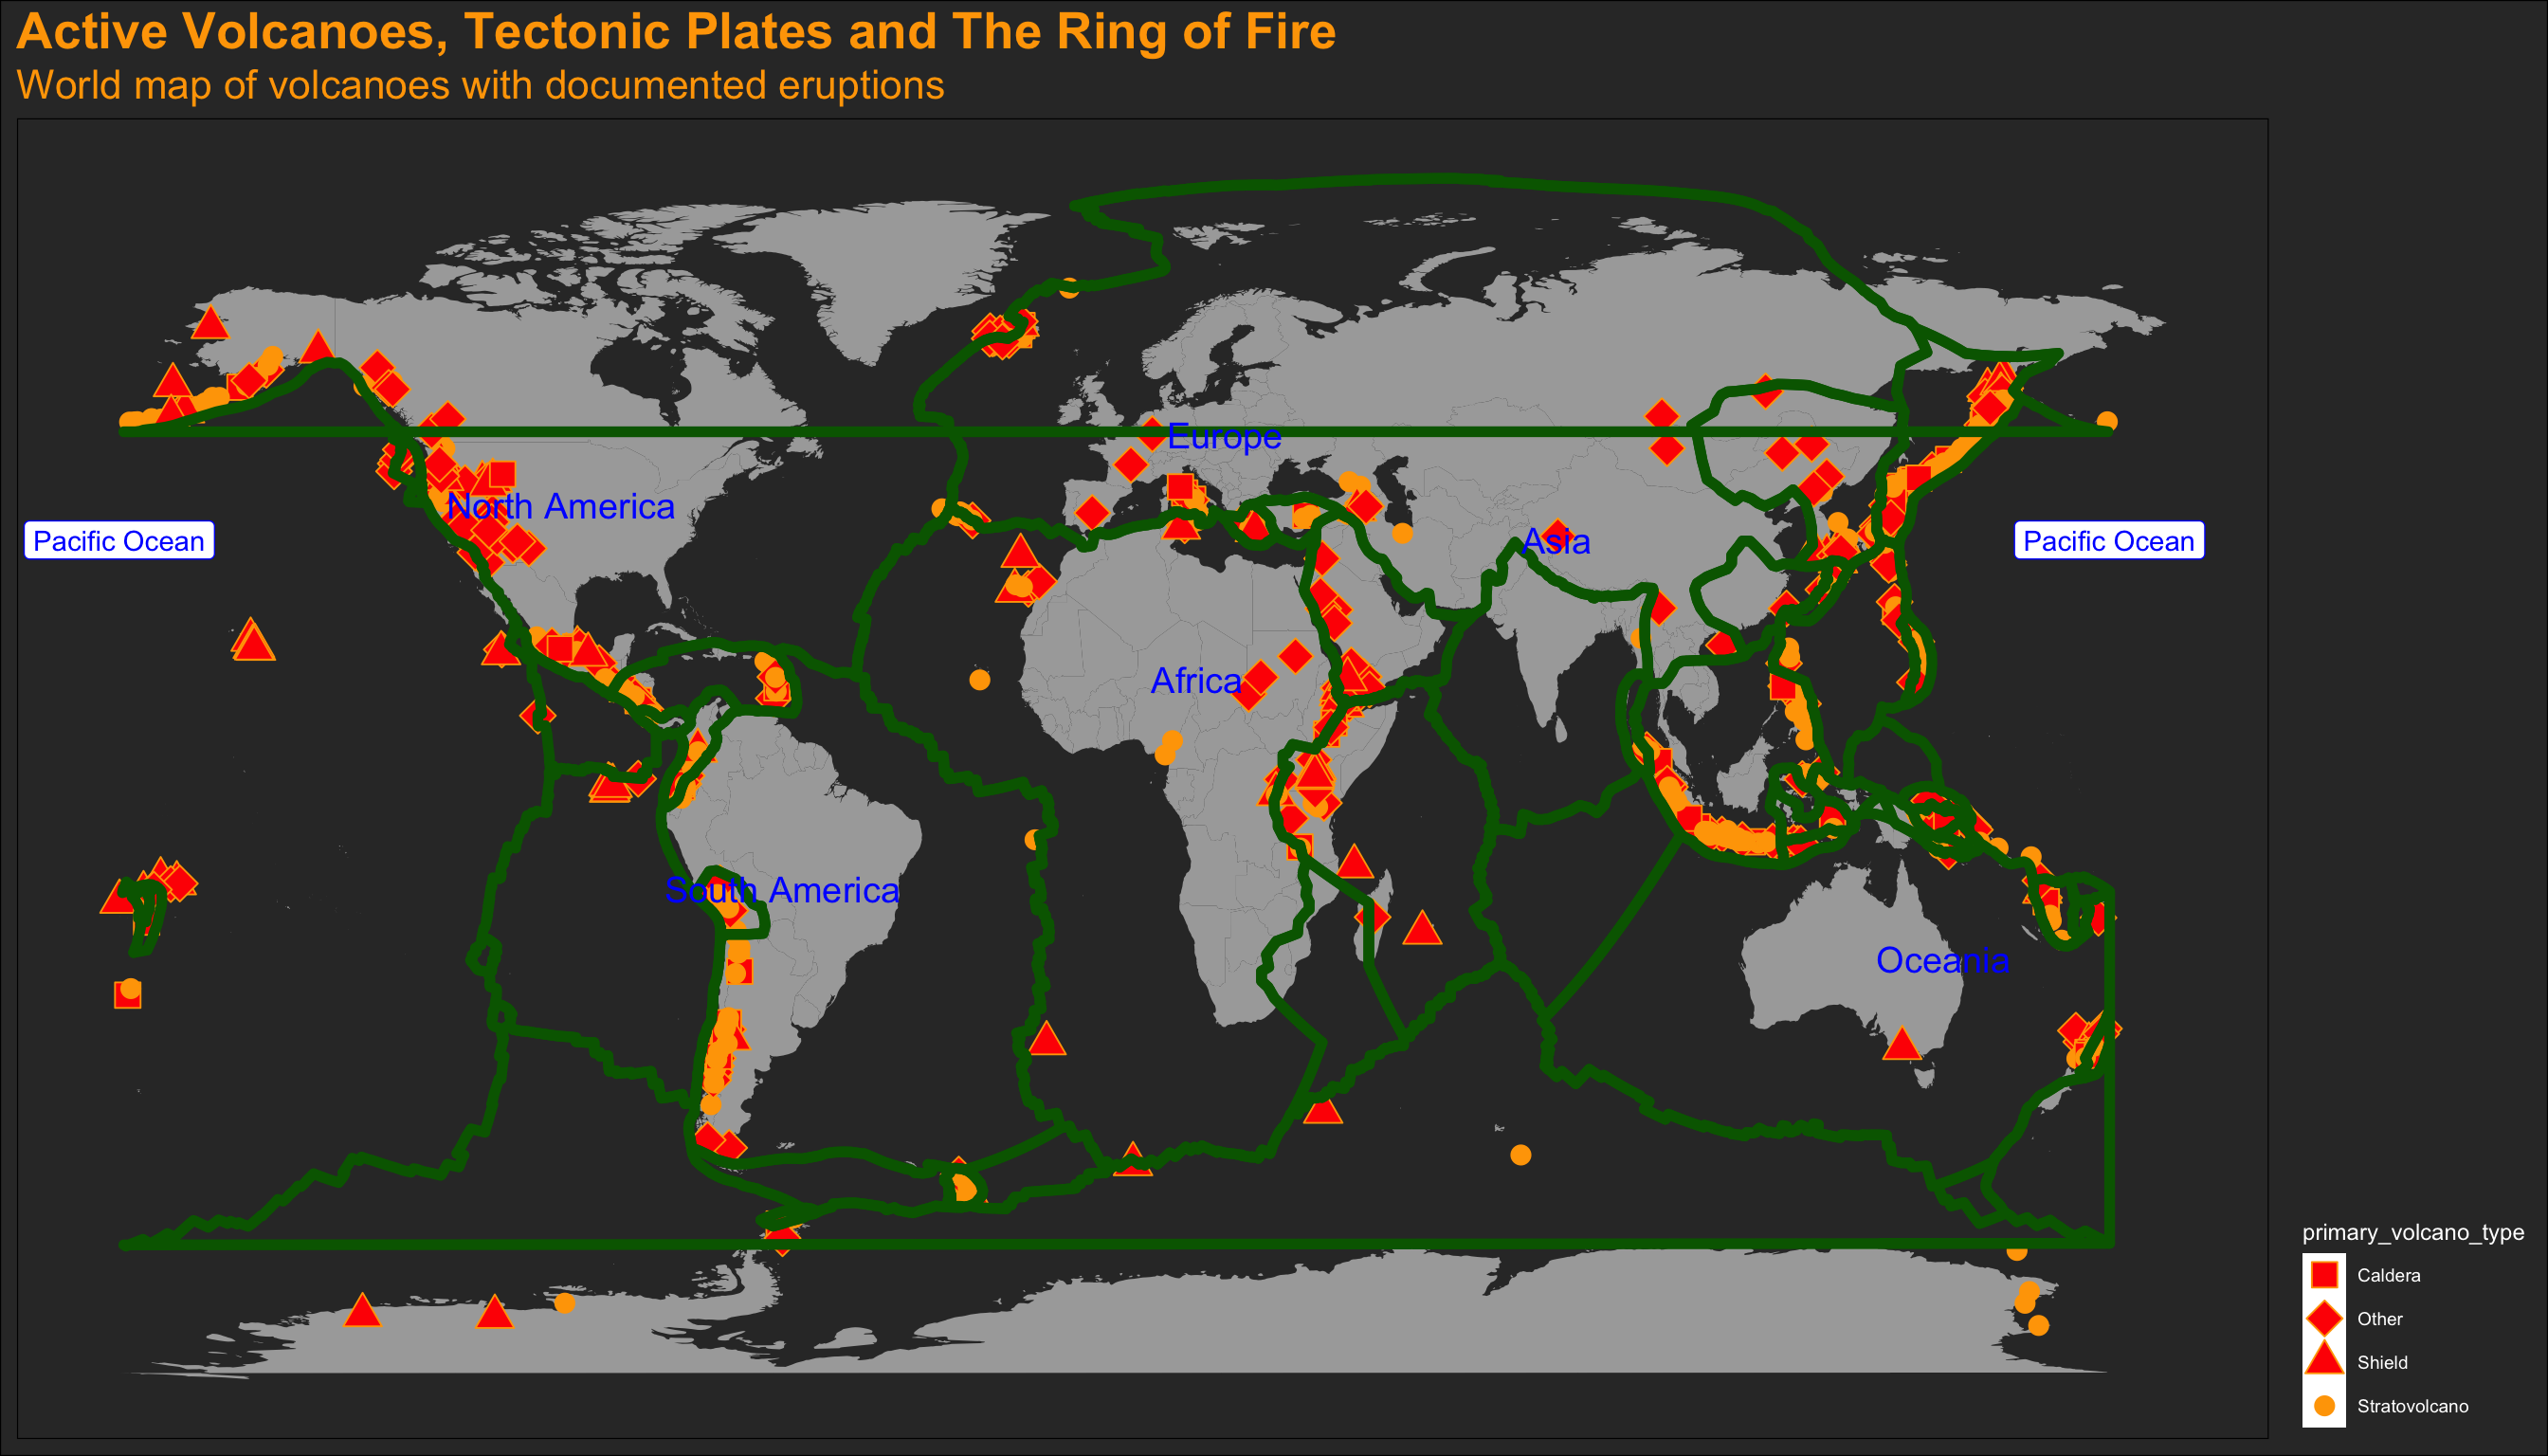 Active Volcanoes, Tectonic Plates and The Ring of Fire
World map of volcanoes with documented eruptions
Europe
North America
Pacific Ocean
Asia
Pacific Ocean
Africa
South America
Oceania
primary_volcano_type
Caldera
Other
Shield
Stratovolcano